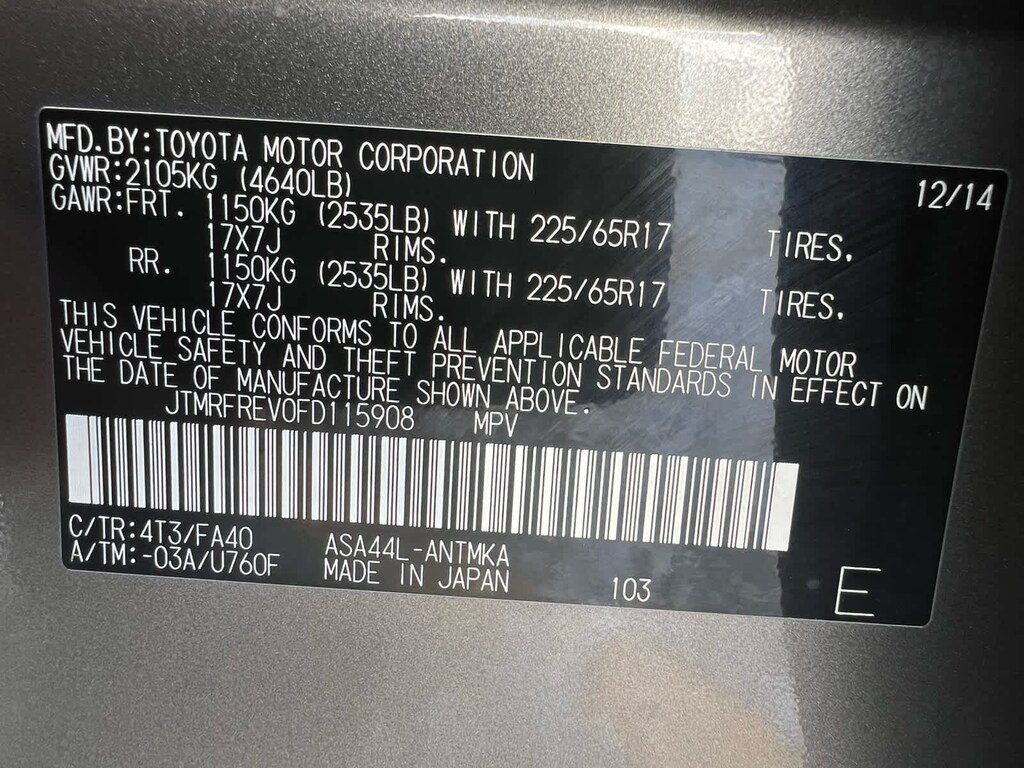 MFD.BY:TOYOTA MOTOR CORPORATION 12/14
GVWR:2105KG (4640LB)
GAWR:FRT. 1150KG (2535LB) WITH 225/65R17 TIRES,
17X7J RIMS.
RR. 1150KG (2535LB) WITH 225/65R17 TIRES,
17X7J RIMS.
THIS VEHICLE CONFORMS TO ALL APPLICABLE FEDERAL MOTOR
VEHICLE SAFETY AND THEFT PREVENTION STANDARDS IN EFFECT ON
THE DATE OF MANUFACTURE SHOWN ABOVE.
JTMRFREV0FD115908 MPV
C/TR:4T3/FA40 ASA44L-ANTMKA
A/TM:-03A/U760F MADE IN JAPAN 103 E